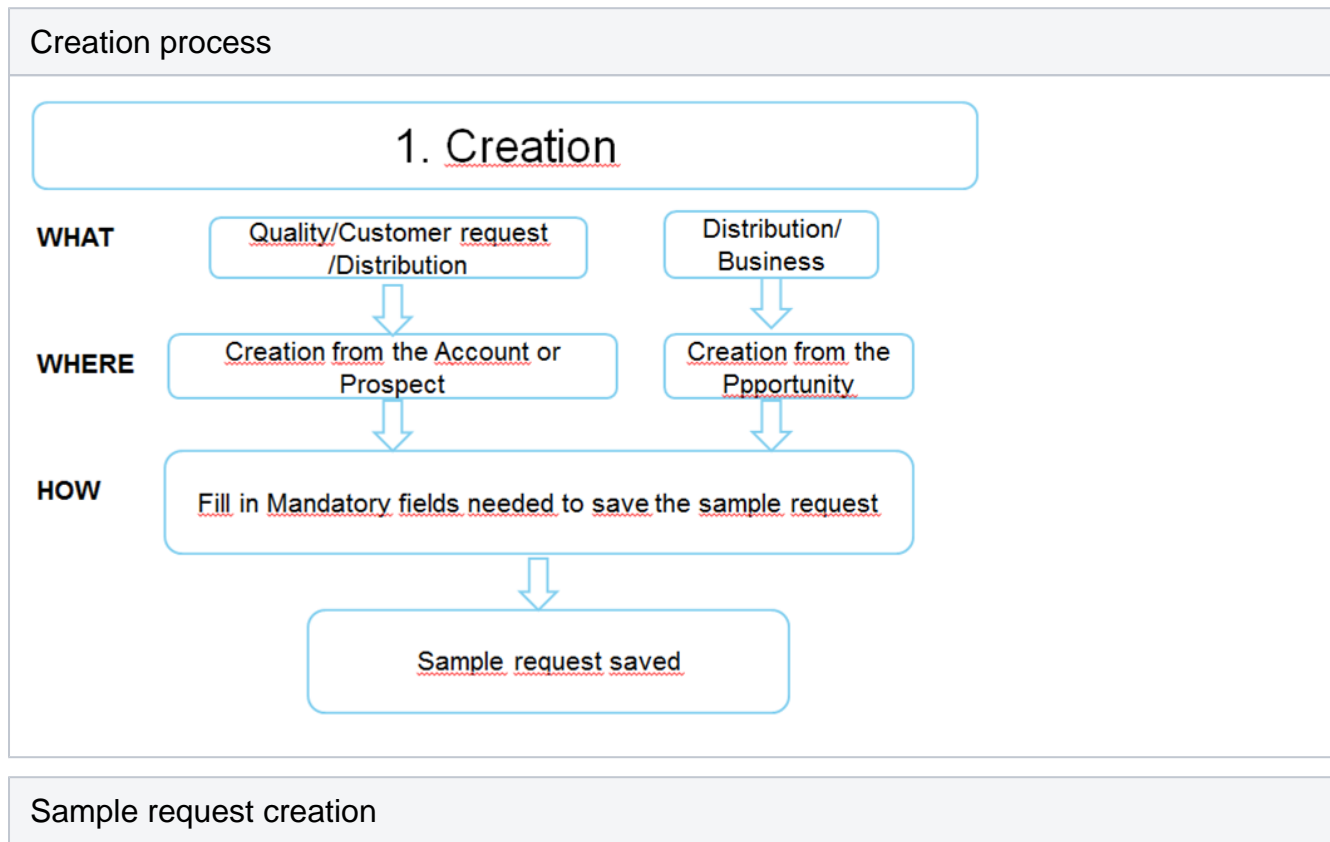 Creation process
1. Creation
WHAT
Quality/Customer request
/Distribution
Distribution/
Business
WHERE
Creation from the Account or
Prospect
Creation from the
Ppportunity
HOW
Fill in Mandatory fields needed to save the sample request
Sample request saved
Sample request creation